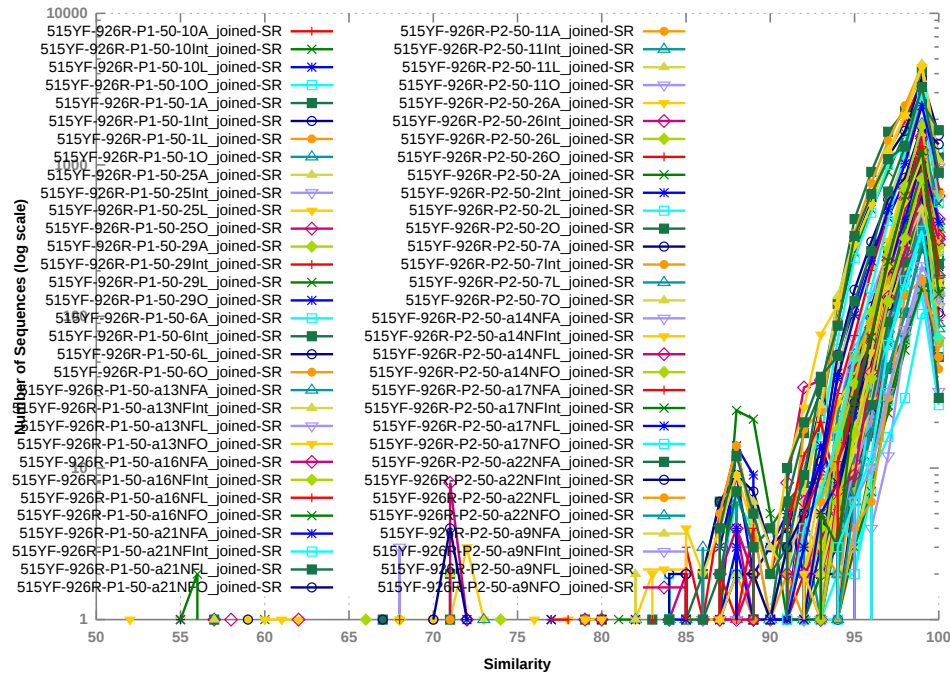 10000
515YF-926R-P1-50-10A_joined-SR
515YF-926R-P1-50-10Int_joined-SR
515YF-926R-P1-50-10L_joined-SR
515YF-926R-P1-50-10O_joined-SR
515YF-926R-P1-50-1A_joined-SR
515YF-926R-P1-50-1Int_joined-SR
515YF-926R-P1-50-1L_joined-SR
515YF-926R-P1-50-1O_joined-SR
515YF-926R-P1-50-25A_joined-SR
515YF-926R-P1-50-25Int_joined-SR
515YF-926R-P1-50-25L_joined-SR
515YF-926R-P1-50-25O_joined-SR
515YF-926R-P1-50-29A_joined-SR
515YF-926R-P1-50-29Int_joined-SR
515YF-926R-P1-50-29L_joined-SR
515YF-926R-P1-50-29O_joined-SR
515YF-926R-P1-50-6A_joined-SR
515YF-926R-P1-50-6Int_joined-SR
515YF-926R-P1-50-6L_joined-SR
515YF-926R-P1-50-6O_joined-SR
515YF-926R-P1-50-a13NFA_joined-SR
515YF-926R-P1-50-a13NFInt_joined-SR
515YF-926R-P1-50-a13NFL_joined-SR
515YF-926R-P1-50-a13NFO_joined-SR
515YF-926R-P1-50-a16NFA_joined-SR
515YF-926R-P1-50-a16NFInt_joined-SR
515YF-926R-P1-50-a16NFL_joined-SR
515YF-926R-P1-50-a16NFO_joined-SR
515YF-926R-P1-50-a21NFA_joined-SR
515YF-926R-P1-50-a21NFInt_joined-SR
515YF-926R-P1-50-a21NFL_joined-SR
515YF-926R-P1-50-a21NFO_joined-SR
515YF-926R-P2-50-11A_joined-SR
515YF-926R-P2-50-11Int_joined-SR
515YF-926R-P2-50-11L_joined-SR
515YF-926R-P2-50-11O_joined-SR
515YF-926R-P2-50-26A_joined-SR
515YF-926R-P2-50-26Int_joined-SR
515YF-926R-P2-50-26L_joined-SR
515YF-926R-P2-50-26O_joined-SR
515YF-926R-P2-50-2A_joined-SR
515YF-926R-P2-50-2Int_joined-SR
515YF-926R-P2-50-2L_joined-SR
515YF-926R-P2-50-2O_joined-SR
515YF-926R-P2-50-7A_joined-SR
515YF-926R-P2-50-7Int_joined-SR
515YF-926R-P2-50-7L_joined-SR
515YF-926R-P2-50-7O_joined-SR
515YF-926R-P2-50-a14NFA_joined-SR
515YF-926R-P2-50-a14NFInt_joined-SR
515YF-926R-P2-50-a14NFL_joined-SR
515YF-926R-P2-50-a14NFO_joined-SR
515YF-926R-P2-50-a17NFA_joined-SR
515YF-926R-P2-50-a17NFInt_joined-SR
515YF-926R-P2-50-a17NFL_joined-SR
515YF-926R-P2-50-a17NFO_joined-SR
515YF-926R-P2-50-a22NFA_joined-SR
515YF-926R-P2-50-a22NFInt_joined-SR
515YF-926R-P2-50-a22NFL_joined-SR
515YF-926R-P2-50-a22NFO_joined-SR
515YF-926R-P2-50-a9NFA_joined-SR
515YF-926R-P2-50-a9NFInt_joined-SR
515YF-926R-P2-50-a9NFL_joined-SR
515YF-926R-P2-50-a9NFO_joined-SR
1000
100
10
1
Number of Sequences (log scale)
50 55 60 65 70 75 80 85 90 95 100
Similarity